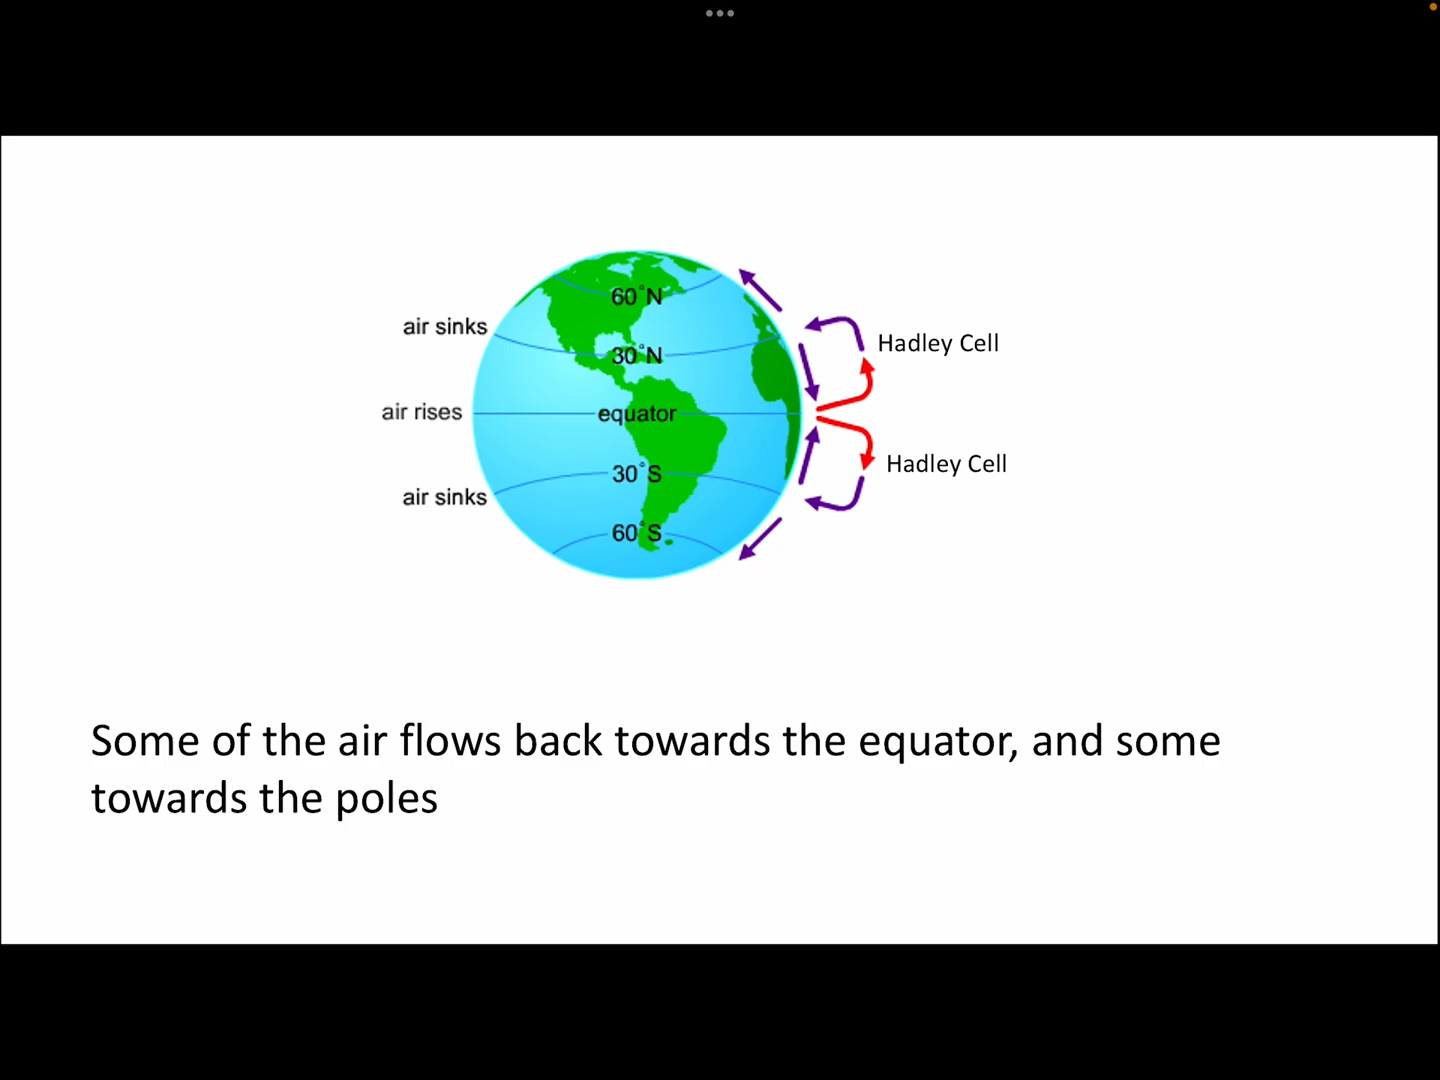 60°N
air sinks
Hadley Cell
30°N
air rises
equator
Hadley Cell
30°S
air sinks
60°S
Some of the air flows back towards the equator, and some
towards the poles